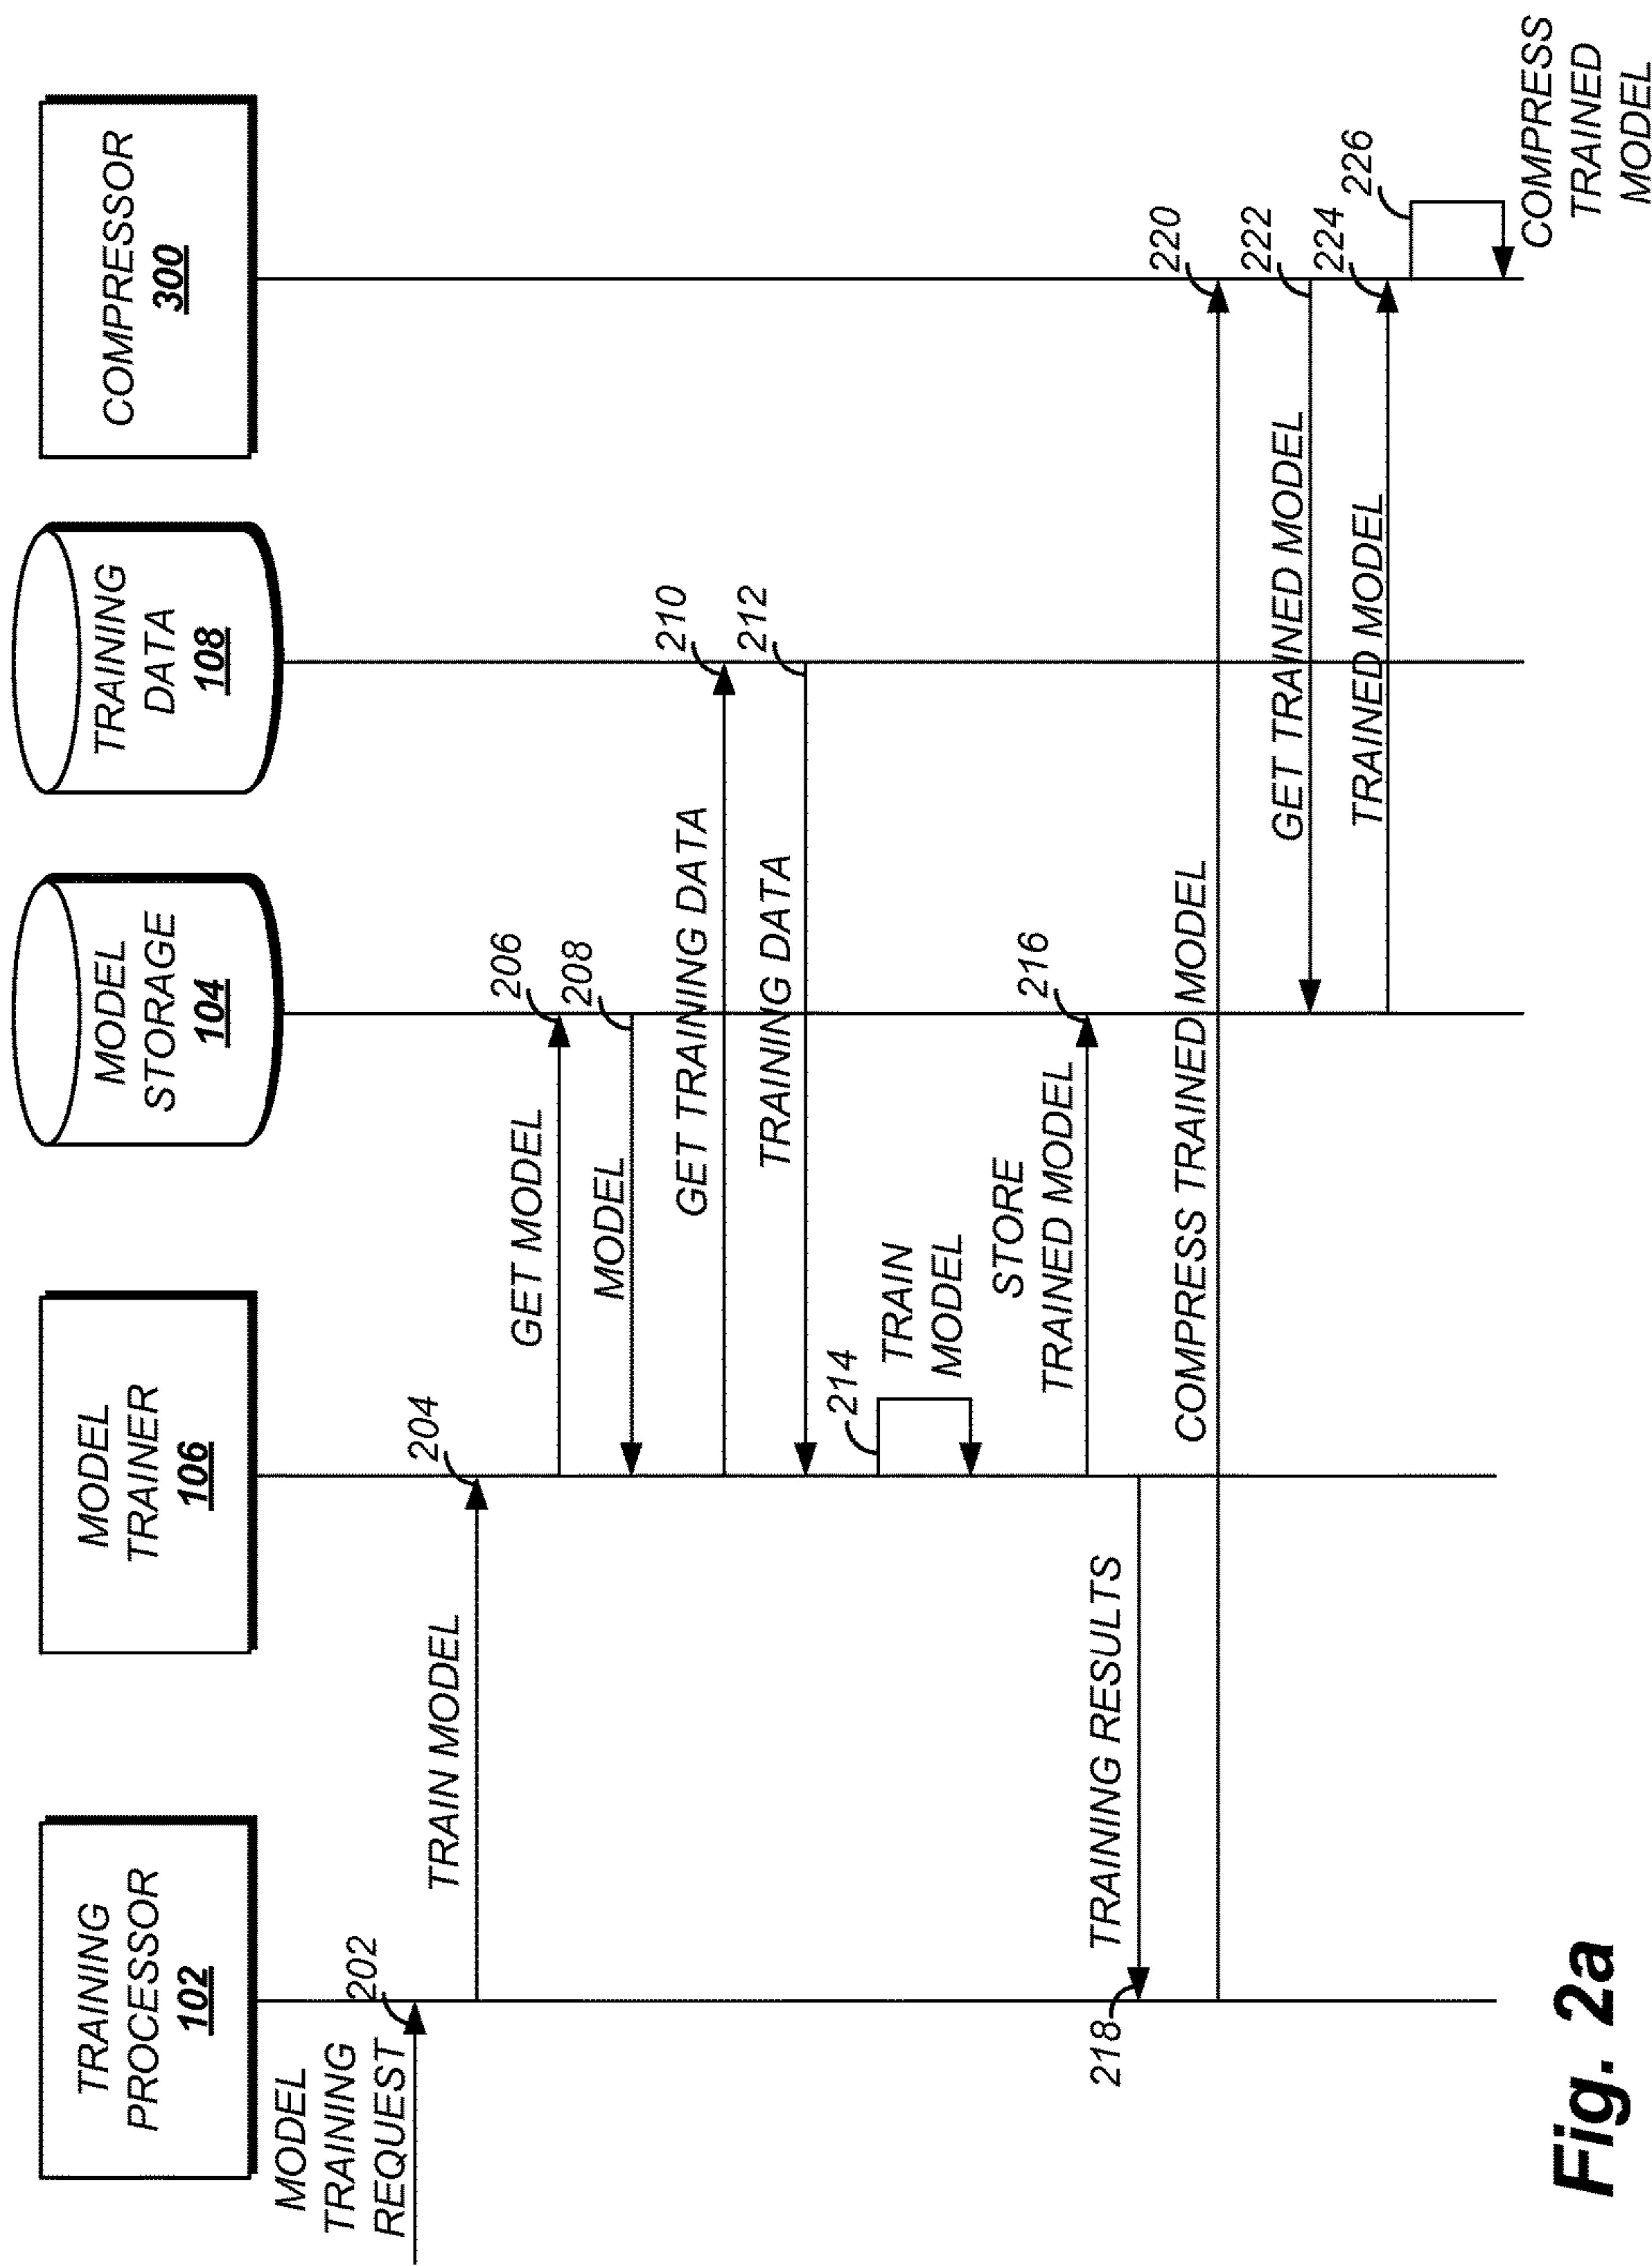 TRAINING
PROCESSOR
102
MODEL
TRAINER
106
MODEL
STORAGE
104
TRAINING
DATA
108
COMPRESSOR
300
MODEL
TRAINING
REQUEST
202
TRAIN MODEL
204
GET MODEL
206
MODEL
208
GET TRAINING DATA
210
TRAINING DATA
212
214
TRAIN
MODEL
STORE
TRAINED MODEL
216
TRAINING RESULTS
218
COMPRESS TRAINED MODEL
220
GET TRAINED MODEL
222
TRAINED MODEL
224
226
COMPRESS
TRAINED
MODEL
Fig. 2a